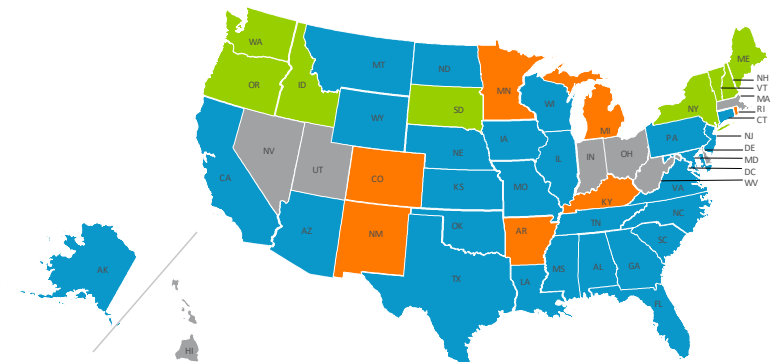 WA
OR
ID
MT
ND
MN
SD
WY
WI
MI
NY
ME
NH
VT
MA
RI
CT
NV
UT
CO
NE
IA
IL
IN
OH
PA
NJ
DE
MD
DC
WV
CA
KS
MO
KY
VA
AZ
NM
OK
AR
TN
NC
SC
TX
LA
MS
AL
GA
FL
AK
HI